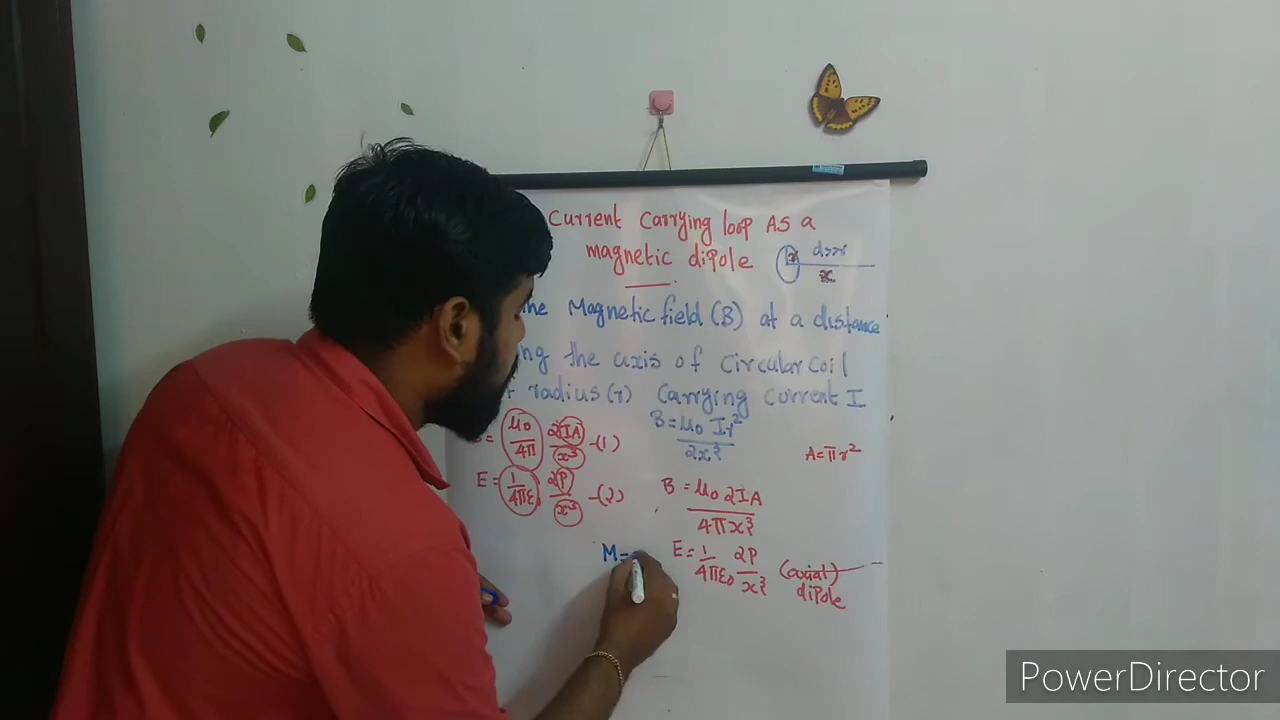 Current Carrying loop As a
magnetic dipole
d>>r
x
Magnetic field (B) at a distance
the axis of Circular coil
radius (r) Carrying Current I
B = μ0 Ir²
2x³
= μ0 2IA -(1)
4π x³
A = πr²
E = 1 2P -(2)
4πε x³
B = μ0 2IA
4πx³
M=
E = 1 2P (axial)
4πε0 x³ dipole
PowerDirector